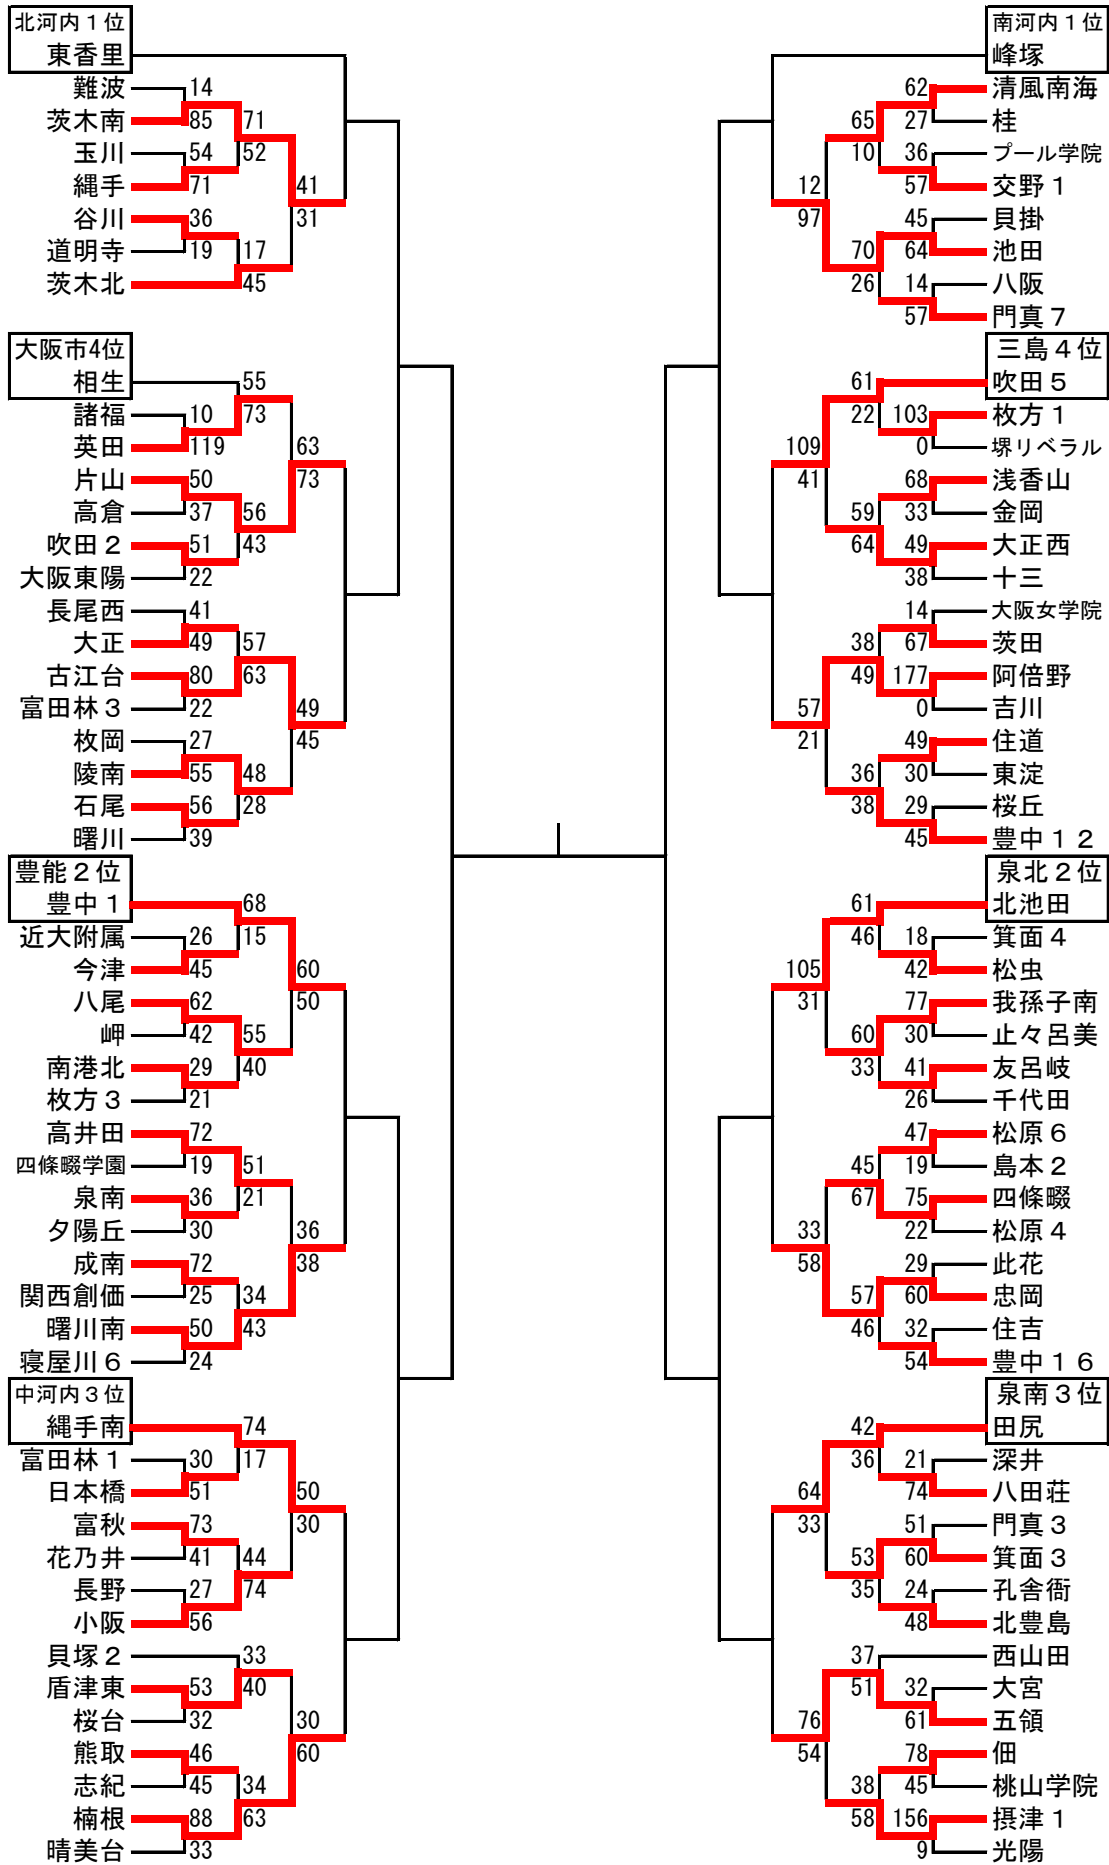 北河内１位
東香里
難波 14
茨木南 85 71
玉川 54 52
縄手 71 41
谷川 36 31
道明寺 19 17
茨木北 45
大阪市4位
相生 55
諸福 10 73
英田 119 63
片山 50 73
高倉 37 56
吹田２ 51 43
大阪東陽 22
長尾西 41
大正 49 57
古江台 80 63
富田林３ 22 49
枚岡 27 45
陵南 55 48
石尾 56 28
曙川 39
豊能２位
豊中１ 68
近大附属 26 15
今津 45 60
八尾 62 50
岬 42 55
南港北 29 40
枚方３ 21
高井田 72
四條畷学園 19 51
泉南 36 21
夕陽丘 30 36
成南 72 38
関西創価 25 34
曙川南 50 43
寝屋川６ 24
中河内３位
縄手南 74
富田林１ 30 17
日本橋 51 50
富秋 73 30
花乃井 41 44
長野 27 74
小阪 56
貝塚２ 33
盾津東 53 40
桜台 32 30
熊取 46 60
志紀 45 34
楠根 88 63
晴美台 33
南河内１位
峰塚
62 清風南海
65 27 桂
10 36 プール学院
12 57 交野１
97 45 貝掛
70 64 池田
26 14 八阪
57 門真７
三島４位
61 吹田５
22 103 枚方１
109 0 堺リベラル
41 68 浅香山
59 33 金岡
64 49 大正西
38 十三
14 大阪女学院
38 67 茨田
49 177 阿倍野
57 0 吉川
21 49 住道
36 30 東淀
38 29 桜丘
45 豊中１２
泉北２位
61 北池田
46 18 箕面４
105 42 松虫
31 77 我孫子南
60 30 止々呂美
33 41 友呂岐
26 千代田
47 松原６
45 19 島本２
67 75 四條畷
33 22 松原４
58 29 此花
57 60 忠岡
46 32 住吉
54 豊中１６
泉南３位
42 田尻
36 21 深井
64 74 八田荘
33 51 門真３
53 60 箕面３
35 24 孔舎衙
48 北豊島
37 西山田
51 32 大宮
76 61 五領
54 78 佃
38 45 桃山学院
58 156 摂津１
9 光陽